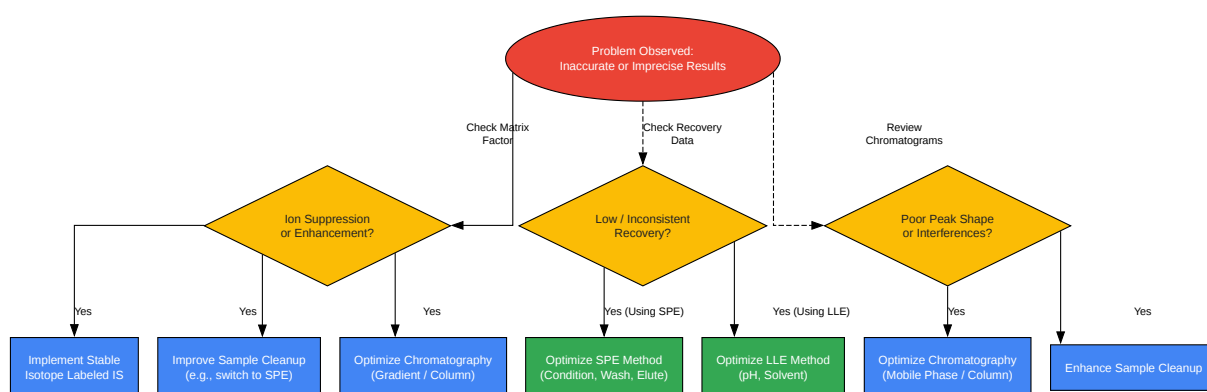 Problem Observed:
Inaccurate or Imprecise Results
Check Matrix
Factor
Check Recovery
Data
Review
Chromatograms
Ion Suppression
or Enhancement?
Low / Inconsistent
Recovery?
Poor Peak Shape
or Interferences?
Yes
Yes
Yes
Yes (Using SPE)
Yes (Using LLE)
Yes
Yes
Implement Stable
Isotope Labeled IS
Improve Sample Cleanup
(e.g., switch to SPE)
Optimize Chromatography
(Gradient / Column)
Optimize SPE Method
(Condition, Wash, Elute)
Optimize LLE Method
(pH, Solvent)
Optimize Chromatography
(Mobile Phase / Column)
Enhance Sample Cleanup